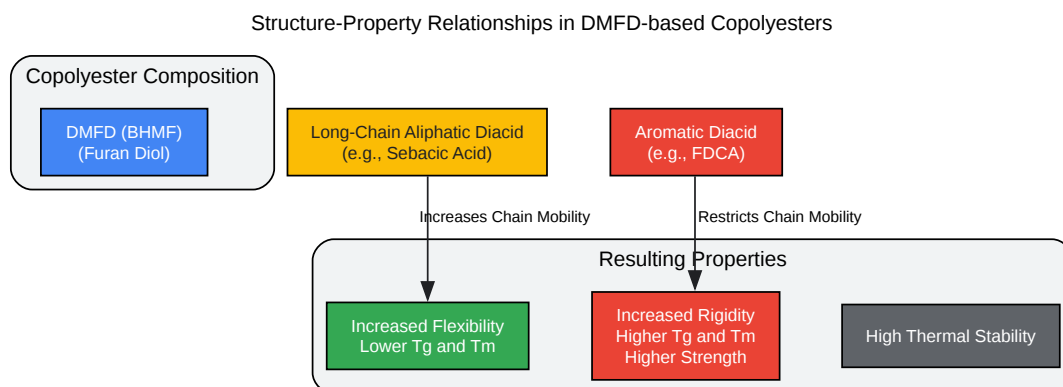 Structure-Property Relationships in DMFD-based Copolyesters
Copolyester Composition
DMFD (BHMF)
(Furan Diol)
Long-Chain Aliphatic Diacid
(e.g., Sebacic Acid)
Aromatic Diacid
(e.g., FDCA)
Increases Chain Mobility
Restricts Chain Mobility
Resulting Properties
Increased Flexibility
Lower Tg and Tm
Increased Rigidity
Higher Tg and Tm
Higher Strength
High Thermal Stability